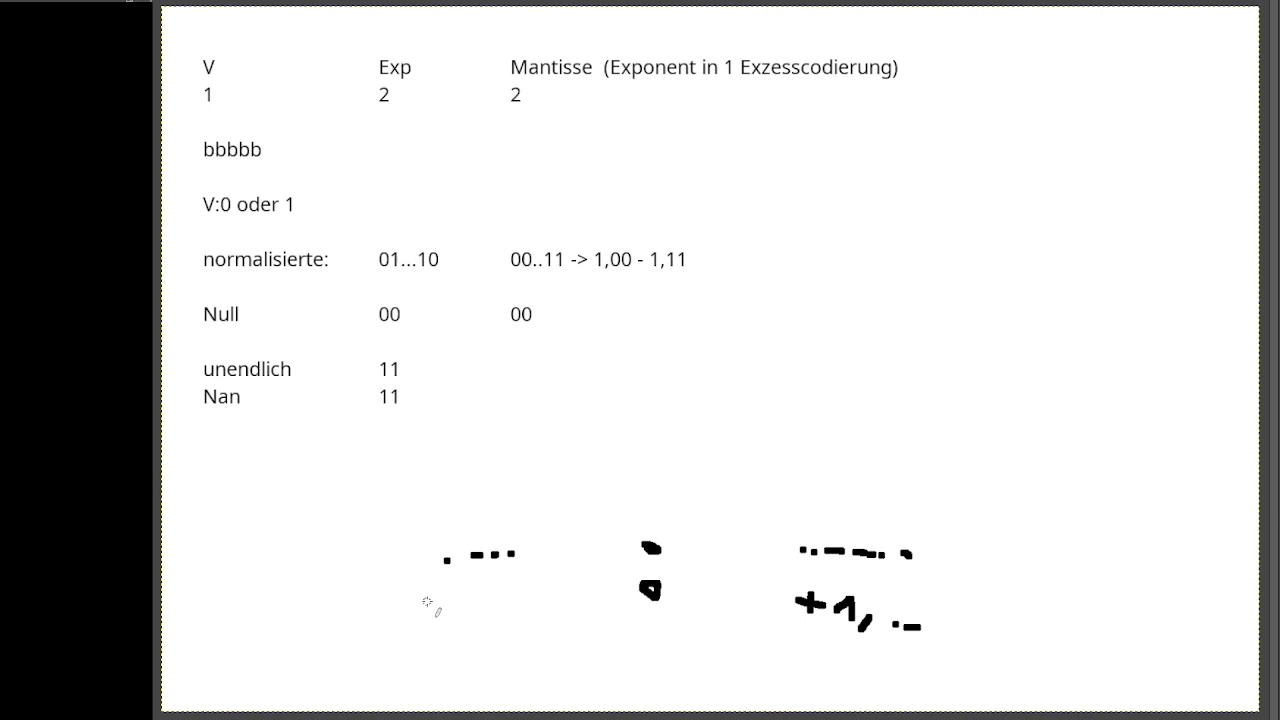 V Exp Mantisse (Exponent in 1 Exzesscodierung)
1 2 2
bbbbb
V:0 oder 1
normalisierte: 01...10 00..11 -> 1,00 - 1,11
Null 00 00
unendlich 11
Nan 11
0
+1,